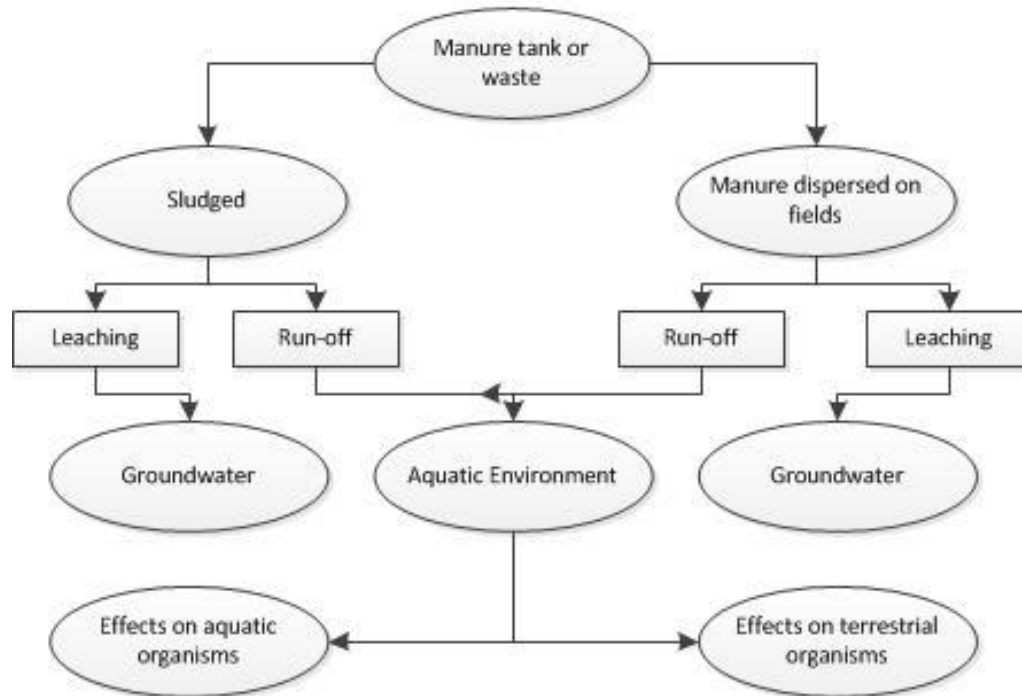 Manure tank or
waste
Sludged
Manure dispersed on
fields
Leaching
Run-off
Run-off
Leaching
Groundwater
Aquatic Environment
Groundwater
Effects on aquatic
organisms
Effects on terrestrial
organisms